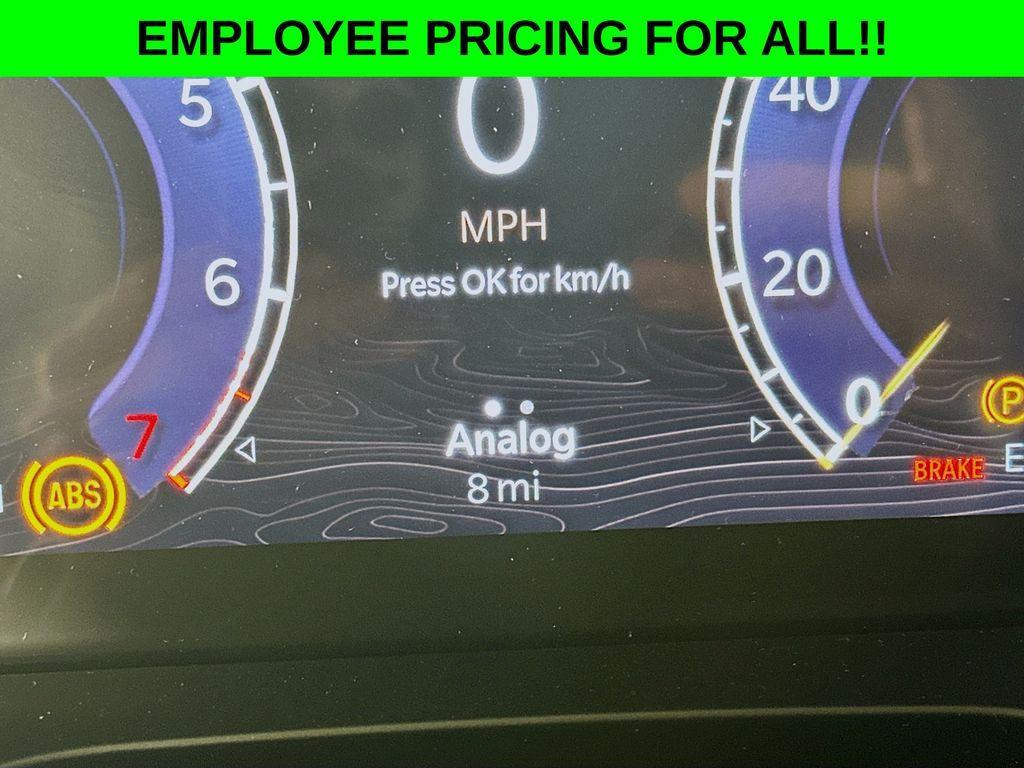 EMPLOYEE PRICING FOR ALL!!
5
0
40
MPH
6
Press OK for km/h
20
7
0
P
Analog
BRAKE
E
ABS
8 mi